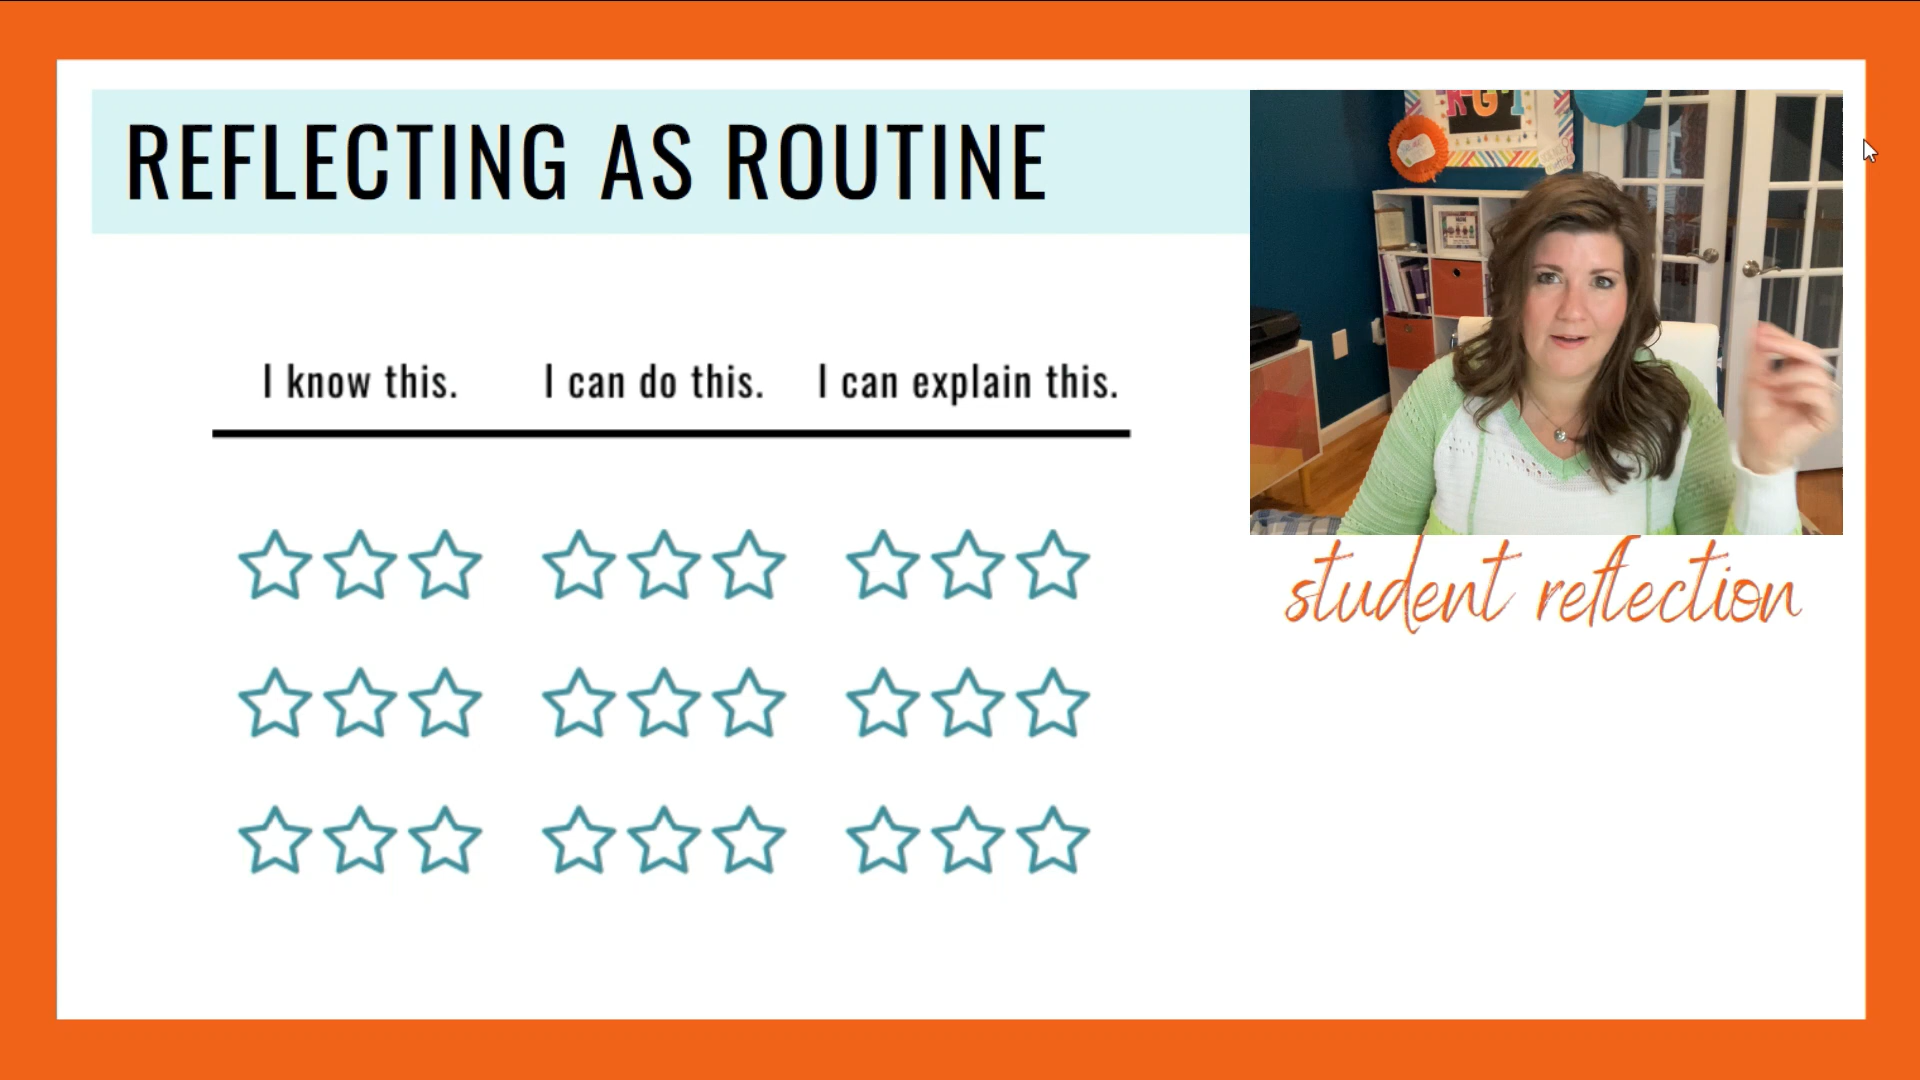 REFLECTING AS ROUTINE
I know this. I can do this. I can explain this.
student reflection